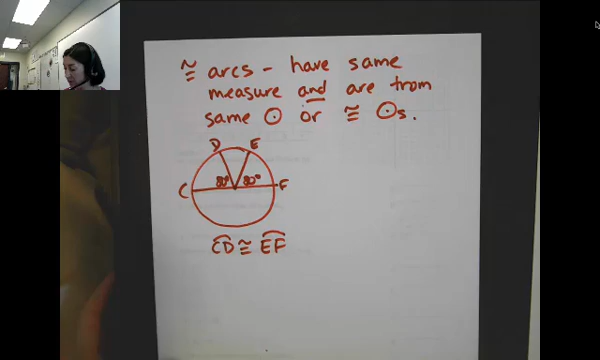 ≅ arcs - have same
measure and are from
same ⊙ or ≅ ⊙s.
D E
80° 80°
C F
CD ≅ EF